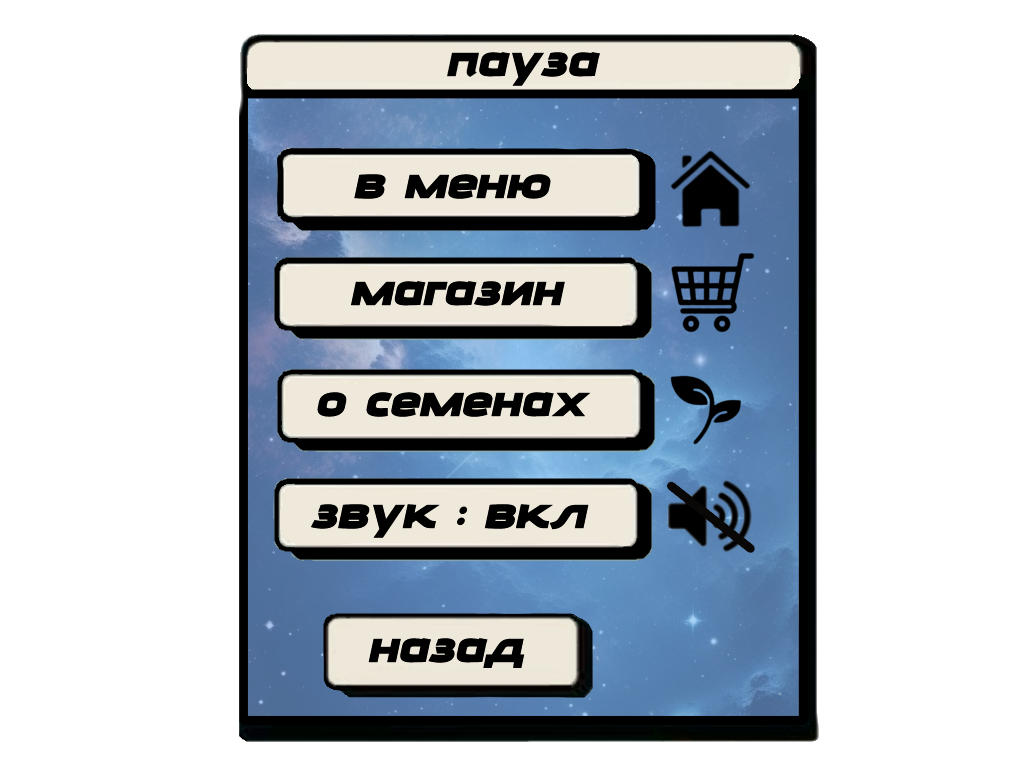 пауза
в меню
магазин
о семенах
звук : вкл
назад